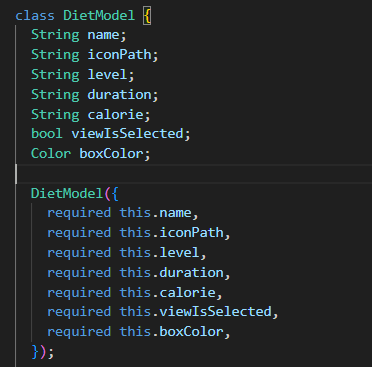 class DietModel {
  String name;
  String iconPath;
  String level;
  String duration;
  String calorie;
  bool viewIsSelected;
  Color boxColor;

  DietModel({
    required this.name,
    required this.iconPath,
    required this.level,
    required this.duration,
    required this.calorie,
    required this.viewIsSelected,
    required this.boxColor,
  });